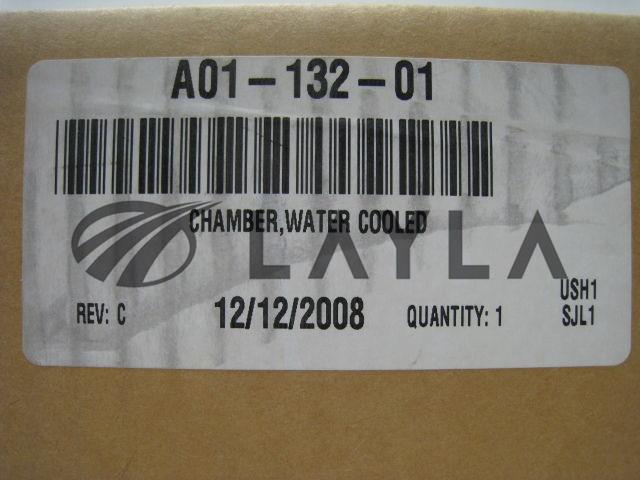 A01-132-01
CHAMBER,WATER COOLED
LAYLA
USH1
REV: C 12/12/2008 QUANTITY: 1 SJL1